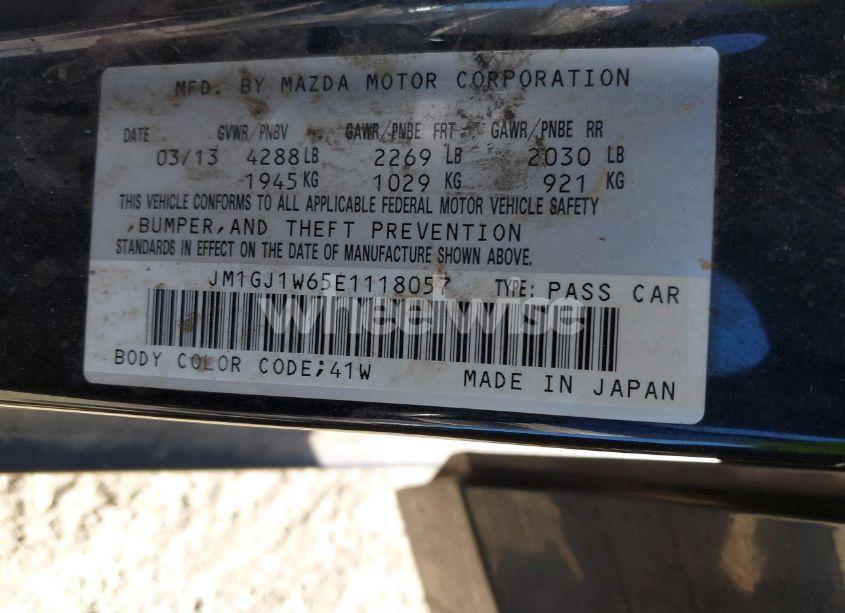 MFD. BY MAZDA MOTOR CORPORATION
DATE GVWR/PNBV GAWR/PNBE FRT GAWR/PNBE RR
03/13 4288 LB 2269 LB 2030 LB
1945 KG 1029 KG 921 KG
THIS VEHICLE CONFORMS TO ALL APPLICABLE FEDERAL MOTOR VEHICLE SAFETY
,BUMPER,AND THEFT PREVENTION
STANDARDS IN EFFECT ON THE DATE OF MANUFACTURE SHOWN ABOVE.
JM1GJ1W65E1118057 TYPE: PASS CAR
wheelwise
BODY COLOR CODE;41W MADE IN JAPAN